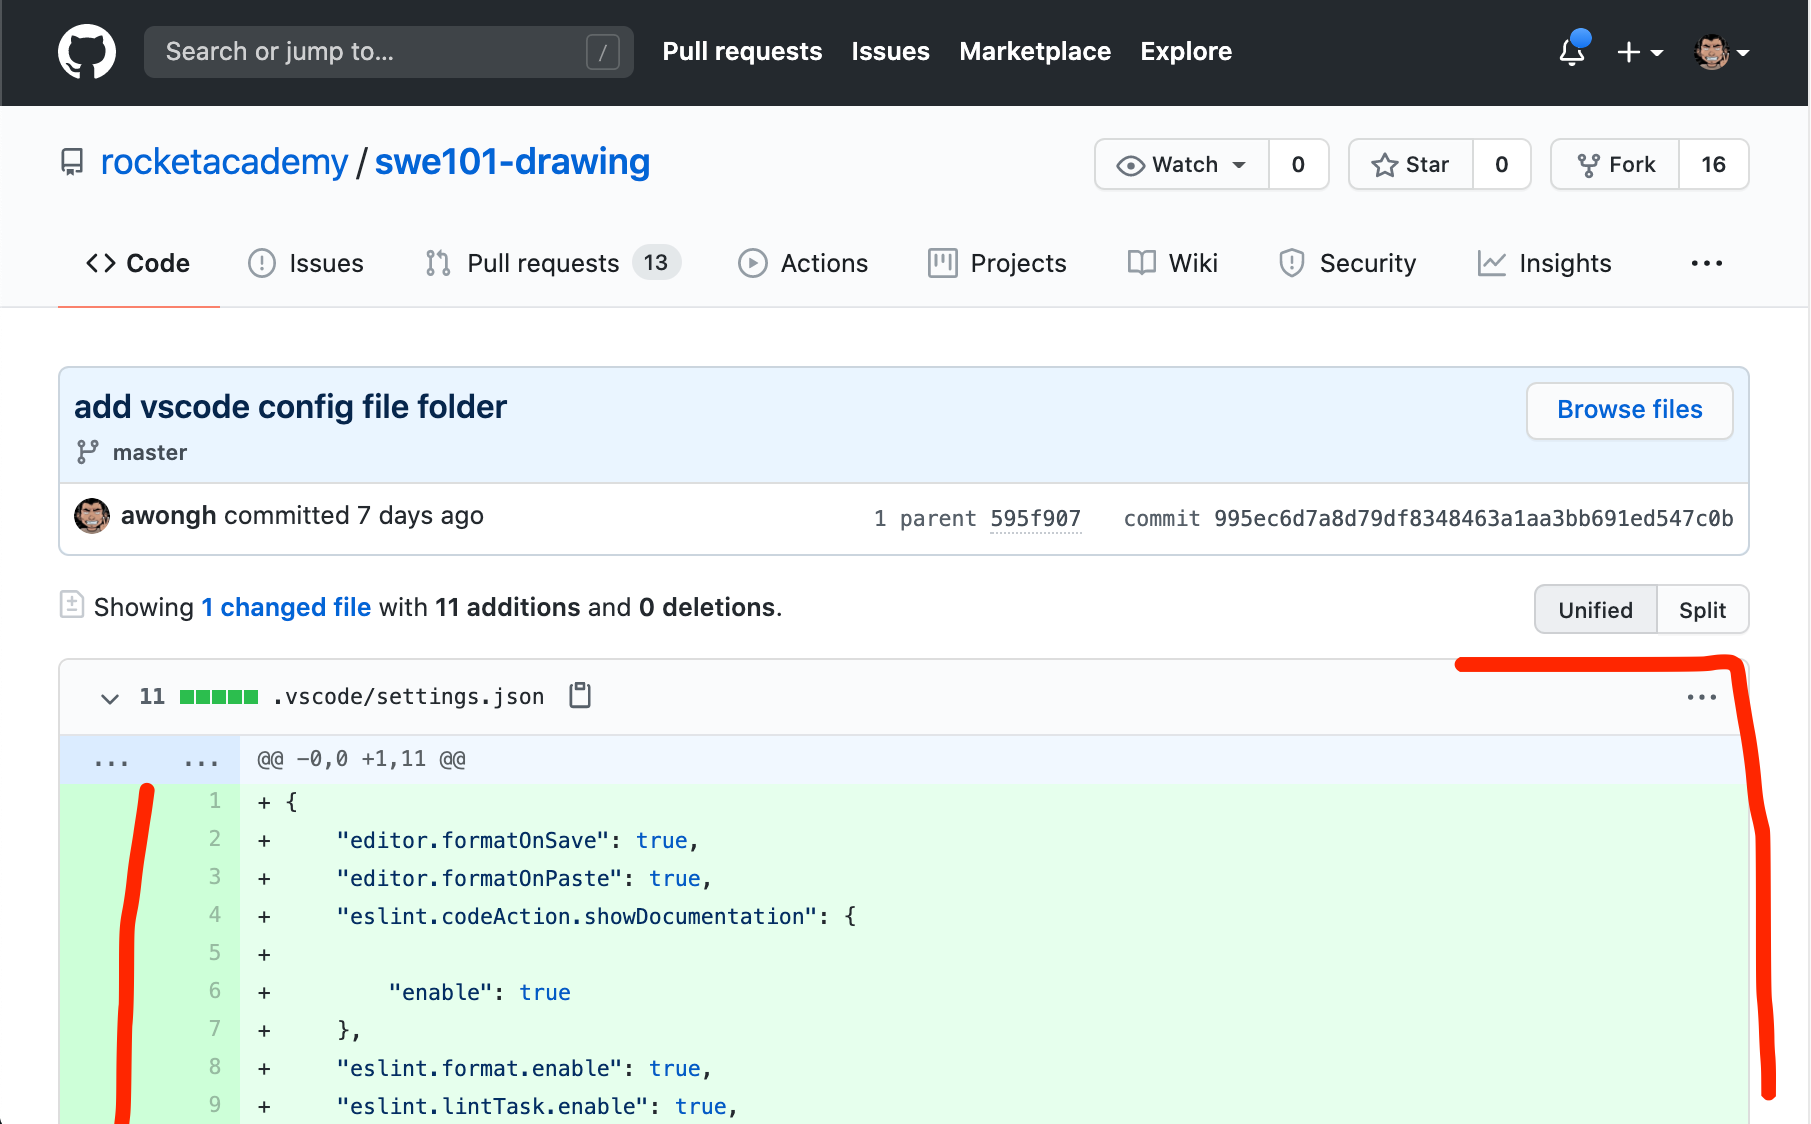 Search or jump to... /
Pull requests Issues Marketplace Explore
rocketacademy / swe101-drawing
Watch 0 Star 0 Fork 16
Code Issues Pull requests 13 Actions Projects Wiki Security Insights ...
add vscode config file folder
Browse files
master
awongh committed 7 days ago
1 parent 595f907 commit 995ec6d7a8d79df8348463a1aa3bb691ed547c0b
Showing 1 changed file with 11 additions and 0 deletions.
Unified Split
11 .vscode/settings.json ...
... ... @@ -0,0 +1,11 @@
1 + {
2 + "editor.formatOnSave": true,
3 + "editor.formatOnPaste": true,
4 + "eslint.codeAction.showDocumentation": {
5 +
6 + "enable": true
7 + },
8 + "eslint.format.enable": true,
9 + "eslint.lintTask.enable": true,